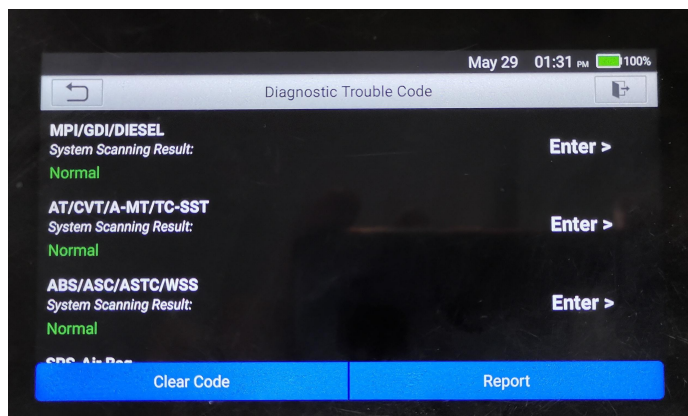 May 29 01:31 PM 100%
Diagnostic Trouble Code
MPI/GDI/DIESEL
System Scanning Result:
Enter >
Normal
AT/CVT/A-MT/TC-SST
System Scanning Result:
Enter >
Normal
ABS/ASC/ASTC/WSS
System Scanning Result:
Enter >
Normal
Clear Code
Report